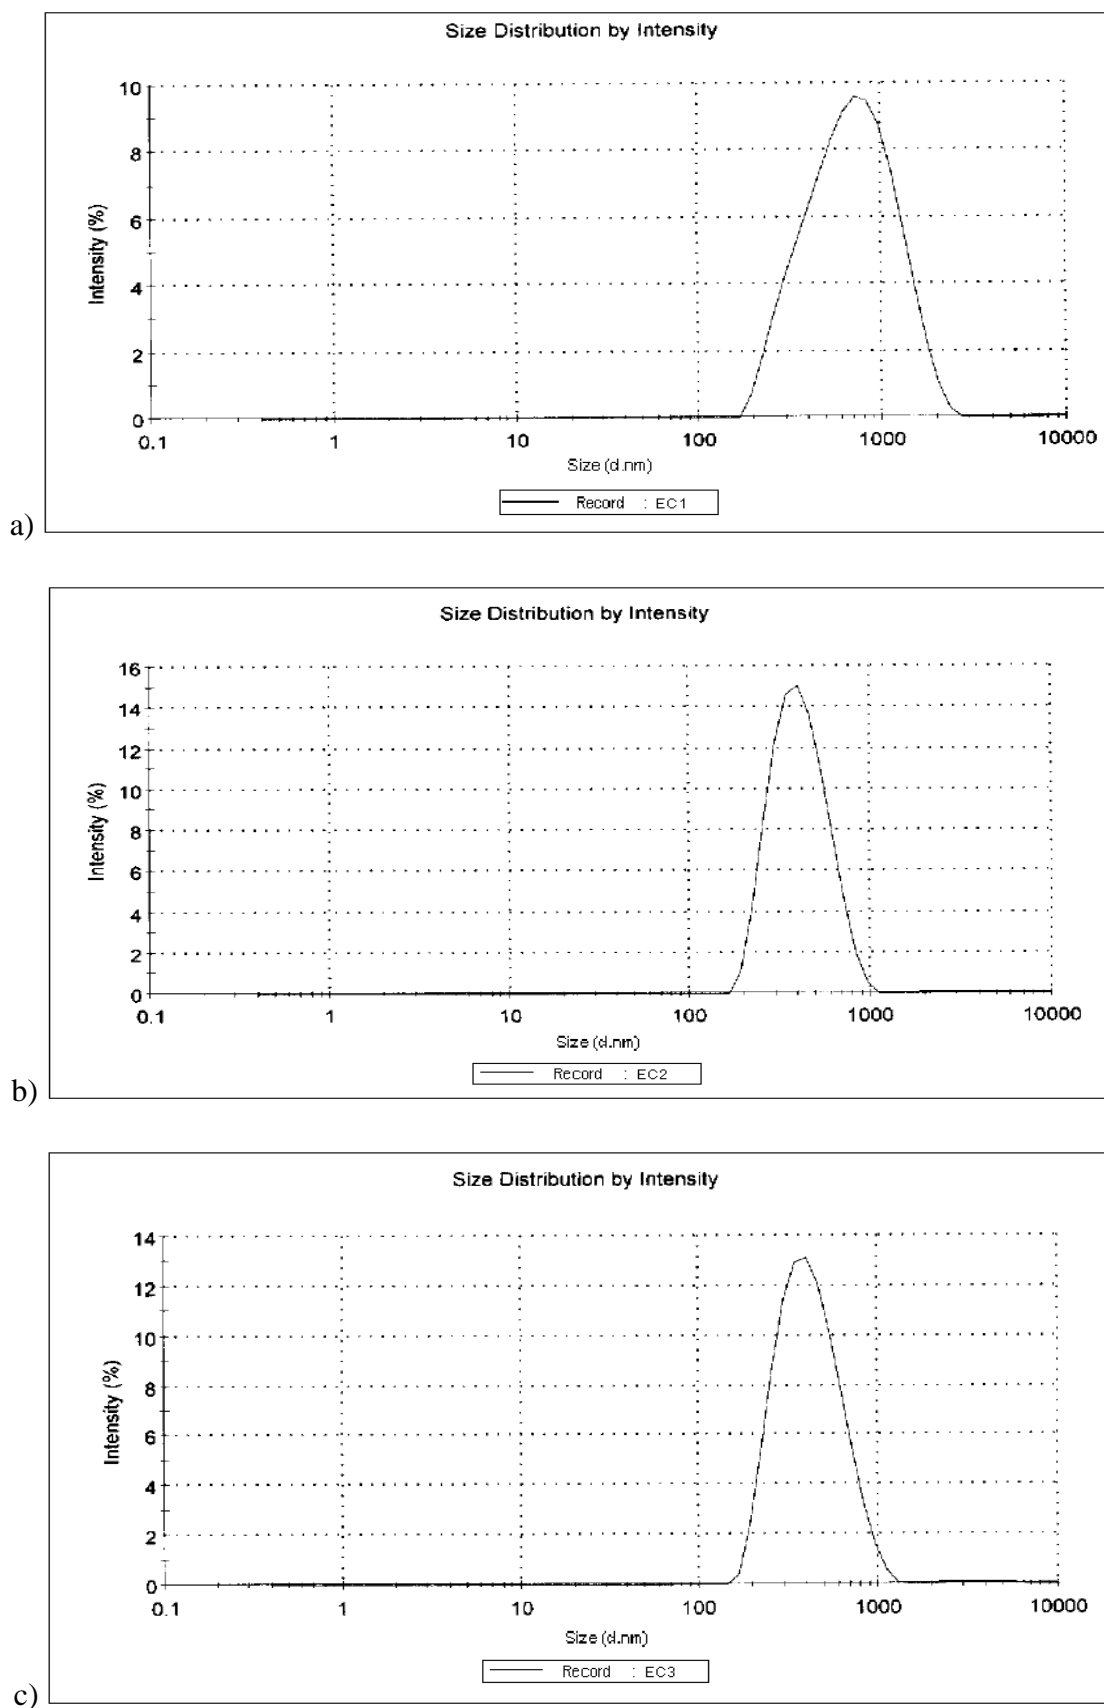 Size Distribution by Intensity
10
8
6
4
2
0
Intensity (%)
0.1 1 10 100 1000 10000
Size (d.nm)
Record : EC1
a)
Size Distribution by Intensity
16
14
12
10
8
6
4
2
0
Intensity (%)
0.1 1 10 100 1000 10000
Size (d.nm)
Record : EC2
b)
Size Distribution by Intensity
14
12
10
8
6
4
2
0
Intensity (%)
0.1 1 10 100 1000 10000
Size (d.nm)
Record : EC3
c)